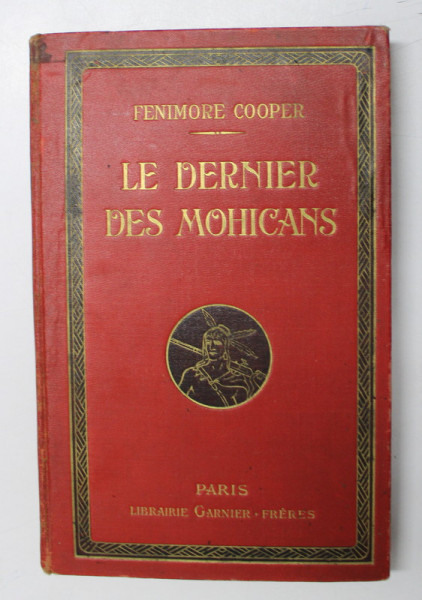 FENIMORE COOPER
LE DERNIER
DES MOHICANS
PARIS
LIBRAIRIE GARNIER - FRÈRES